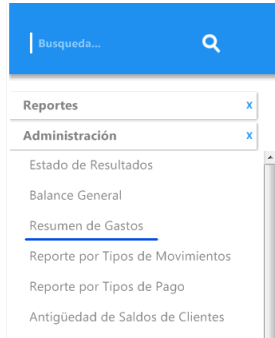 Busqueda...
Reportes x
Administración x
Estado de Resultados
Balance General
Resumen de Gastos
Reporte por Tipos de Movimientos
Reporte por Tipos de Pago
Antigüedad de Saldos de Clientes